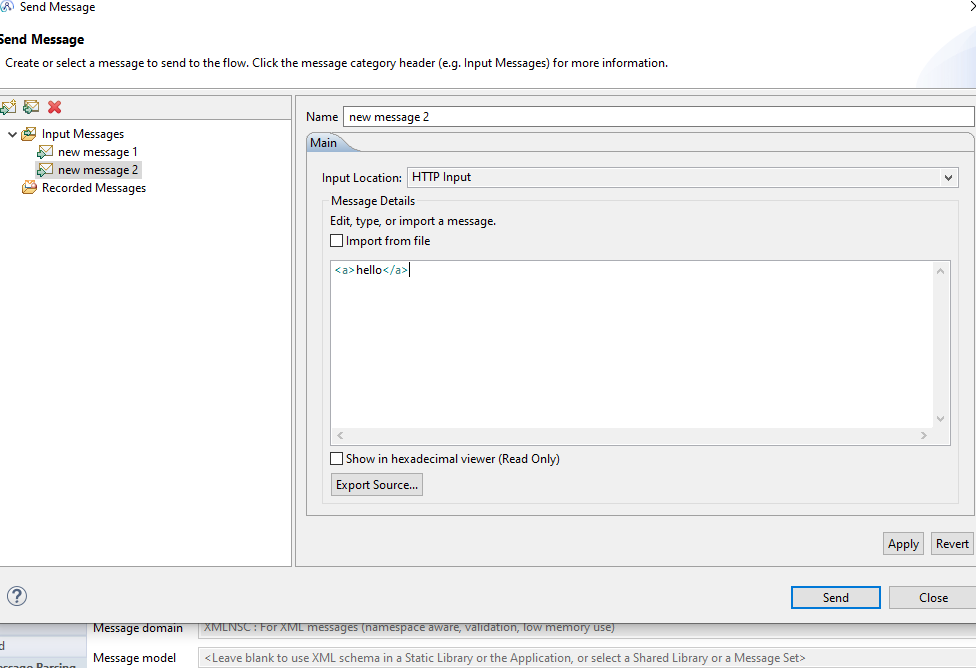 Send Message
Send Message
Create or select a message to send to the flow. Click the message category header (e.g. Input Messages) for more information.
Name new message 2
Input Messages
new message 1
new message 2
Recorded Messages
Main
Input Location: HTTP Input
Message Details
Edit, type, or import a message.
Import from file
<a>hello</a>
Show in hexadecimal viewer (Read Only)
Export Source...
Apply Revert
Send Close
Message domain XMLNSC : For XML messages (namespace aware, validation, low memory use)
Message model <Leave blank to use XML schema in a Static Library or the Application, or select a Shared Library or a Message Set>